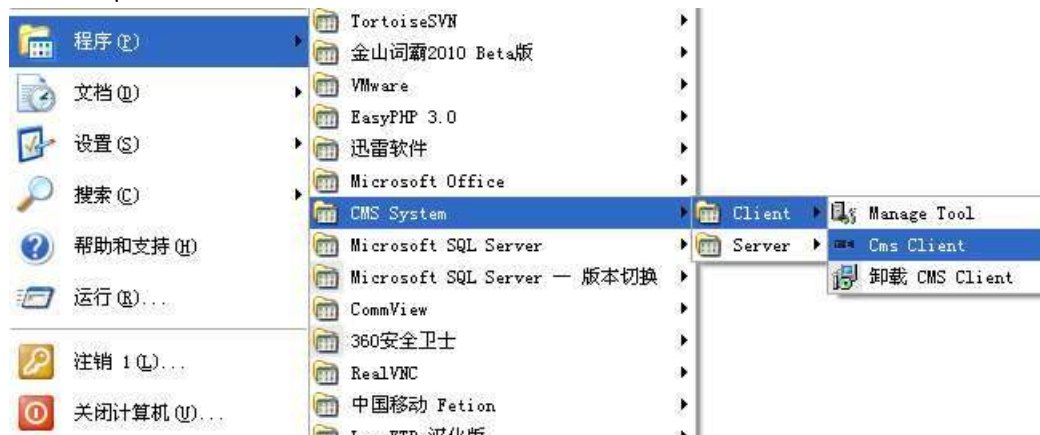 程序(P)
文档(D)
设置(S)
搜索(C)
帮助和支持(H)
运行(R)...
注销 1(L)...
关闭计算机(U)...
TortoiseSVN
金山词霸2010 Beta版
VMware
EasyPHP 3.0
迅雷软件
Microsoft Office
CMS System
Microsoft SQL Server
Microsoft SQL Server — 版本切换
CommView
360安全卫士
RealVNC
中国移动 Fetion
Client
Server
Manage Tool
Cms Client
卸载 CMS Client